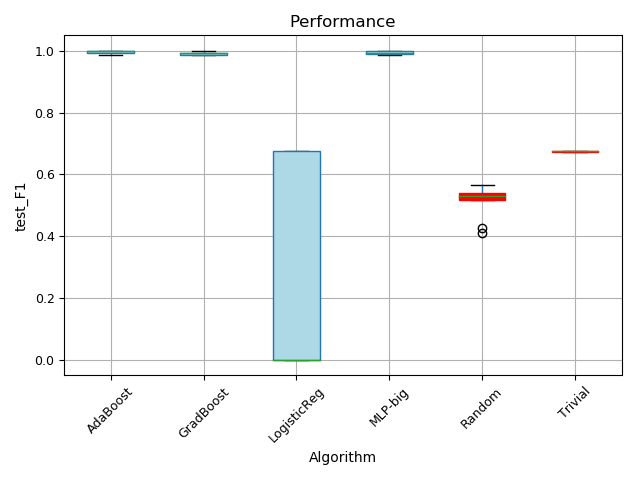 Performance
test_F1
1.0
0.8
0.6
0.4
0.2
0.0
AdaBoost
GradBoost
LogisticReg
MLP-big
Random
Trivial
Algorithm